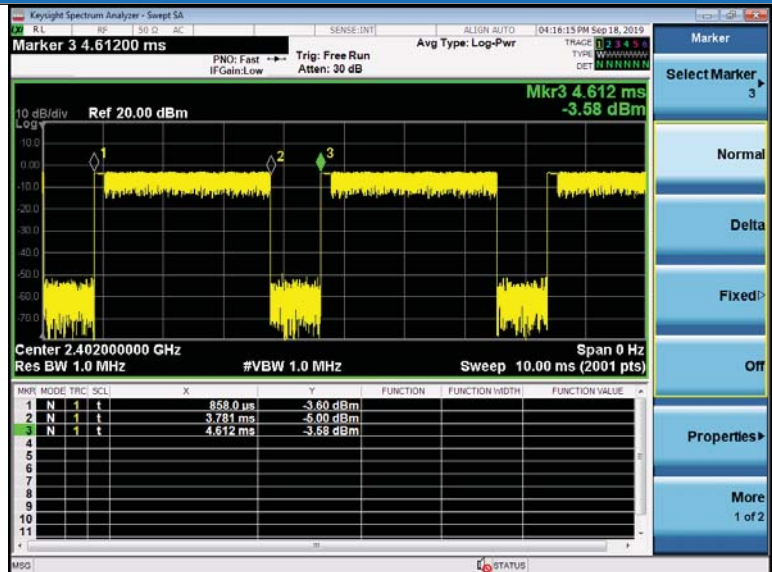 Keysight Spectrum Analyzer - Swept SA
RL RF 50 Ω AC SENSE:INT ALIGN AUTO 04:16:15 PM Sep 18, 2019
Marker 3 4.61200 ms
PNO: Fast Trig: Free Run Avg Type: Log-Pwr TRACE 1 2 3 4 5 6
TYPE WWWWWW
IFGain:Low Atten: 30 dB DET NNNNNN
Mkr3 4.612 ms
-3.58 dBm
10 dB/div Ref 20.00 dBm
Log
10.0
0.00
-10.0
-20.0
-30.0
-40.0
-50.0
-60.0
-70.0
1
2
3
Center 2.402000000 GHz Span 0 Hz
Res BW 1.0 MHz #VBW 1.0 MHz Sweep 10.00 ms (2001 pts)
MKR MODE TRC SCL X Y FUNCTION FUNCTION WIDTH FUNCTION VALUE
1 N 1 t 858.0 µs -3.60 dBm
2 N 1 t 3.781 ms -5.00 dBm
3 N 1 t 4.612 ms -3.58 dBm
4
5
6
7
8
9
10
11
MSG STATUS
Marker
Select Marker
3
Normal
Delta
Fixed
Off
Properties
More
1 of 2